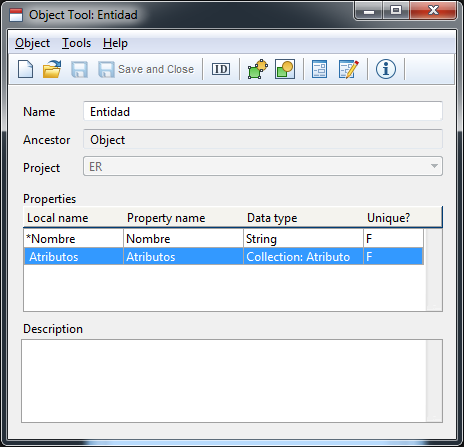 Object Tool: Entidad
Object Tools Help
Save and Close ID
Name Entidad
Ancestor Object
Project ER
Properties
Local name Property name Data type Unique?
*Nombre Nombre String F
Atributos Atributos Collection: Atributo F
Description